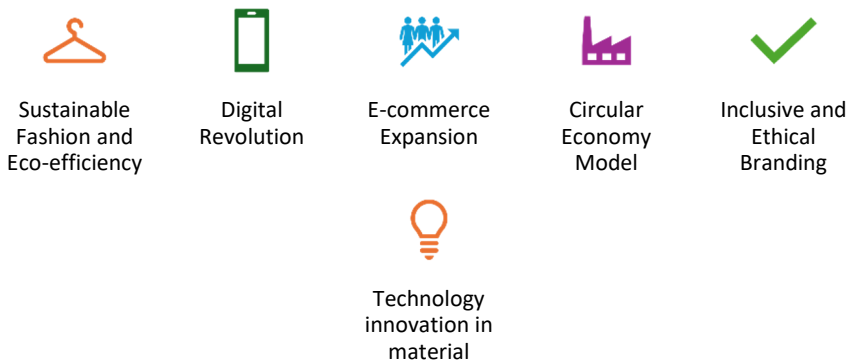 Sustainable
Fashion and
Eco-efficiency
Digital
Revolution
E-commerce
Expansion
Circular
Economy
Model
Inclusive and
Ethical
Branding
Technology
innovation in
material